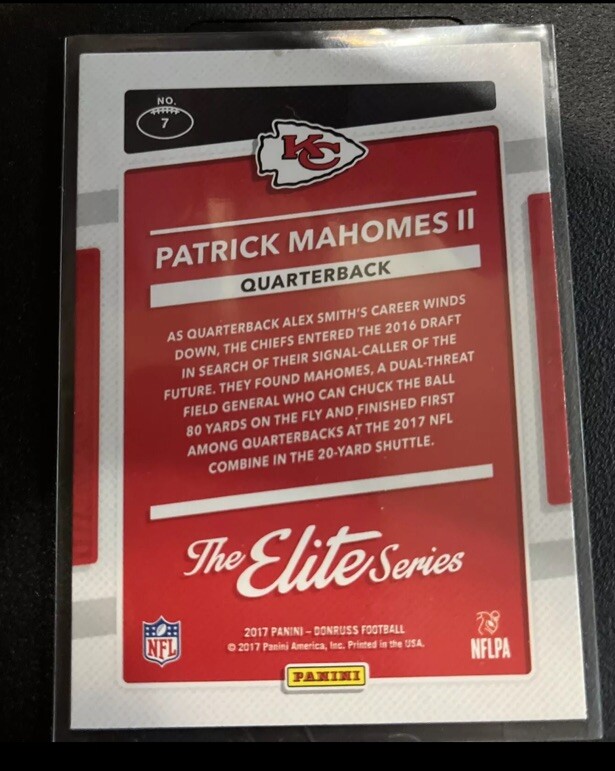 NO.
7
KC
PATRICK MAHOMES II
QUARTERBACK
AS QUARTERBACK ALEX SMITH'S CAREER WINDS
DOWN, THE CHIEFS ENTERED THE 2016 DRAFT
IN SEARCH OF THEIR SIGNAL-CALLER OF THE
FUTURE. THEY FOUND MAHOMES, A DUAL-THREAT
FIELD GENERAL WHO CAN CHUCK THE BALL
80 YARDS ON THE FLY AND FINISHED FIRST
AMONG QUARTERBACKS AT THE 2017 NFL
COMBINE IN THE 20-YARD SHUTTLE.
The Elite Series
2017 PANINI – DONRUSS FOOTBALL
© 2017 Panini America, Inc. Printed in the USA.
NFL
NFLPA
PANINI